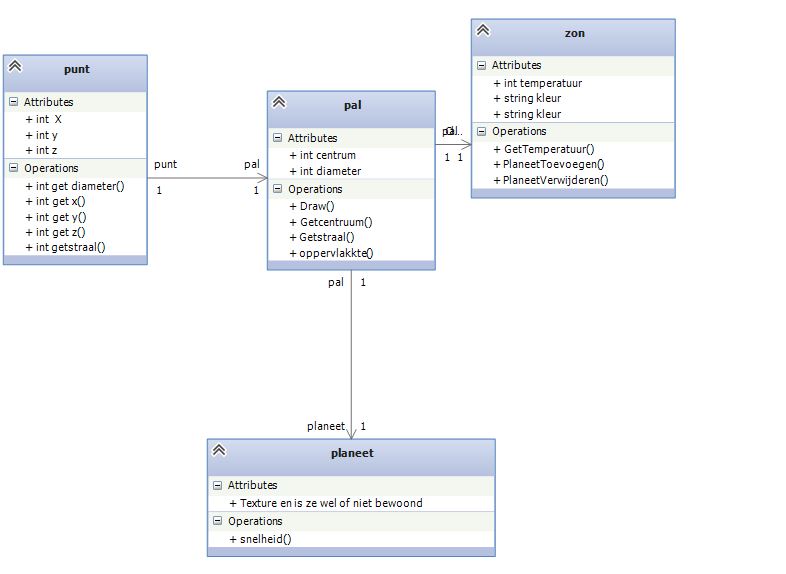 punt
Attributes
+ int X
+ int y
+ int z
Operations
+ int get diameter()
+ int get x()
+ int get y()
+ int get z()
+ int getstraal()
punt
pal
1
1
pal
Attributes
+ int centrum
+ int diameter
Operations
+ Draw()
+ Getcentruum()
+ Getstraal()
+ oppervlakkte()
1 1
zon
Attributes
+ int temperatuur
+ string kleur
+ string kleur
Operations
+ GetTemperatuur()
+ PlaneetToevoegen()
+ PlaneetVerwijderen()
pal 1
planeet 1
planeet
Attributes
+ Texture en is ze wel of niet bewoond
Operations
+ snelheid()